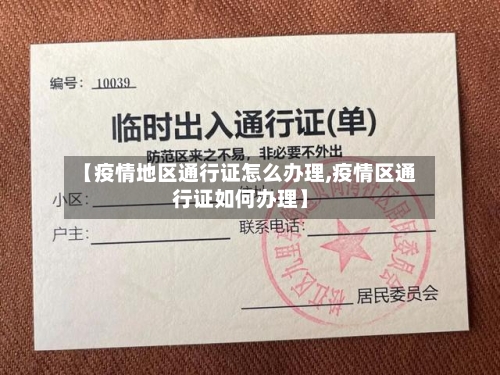 编号：10039
临时出入通行证(单)
防范区来之不易，非必要不外出
【疫情地区通行证怎么办理,疫情区通
行证如何办理】
小区：
户主：
联系电话：
居民委员会